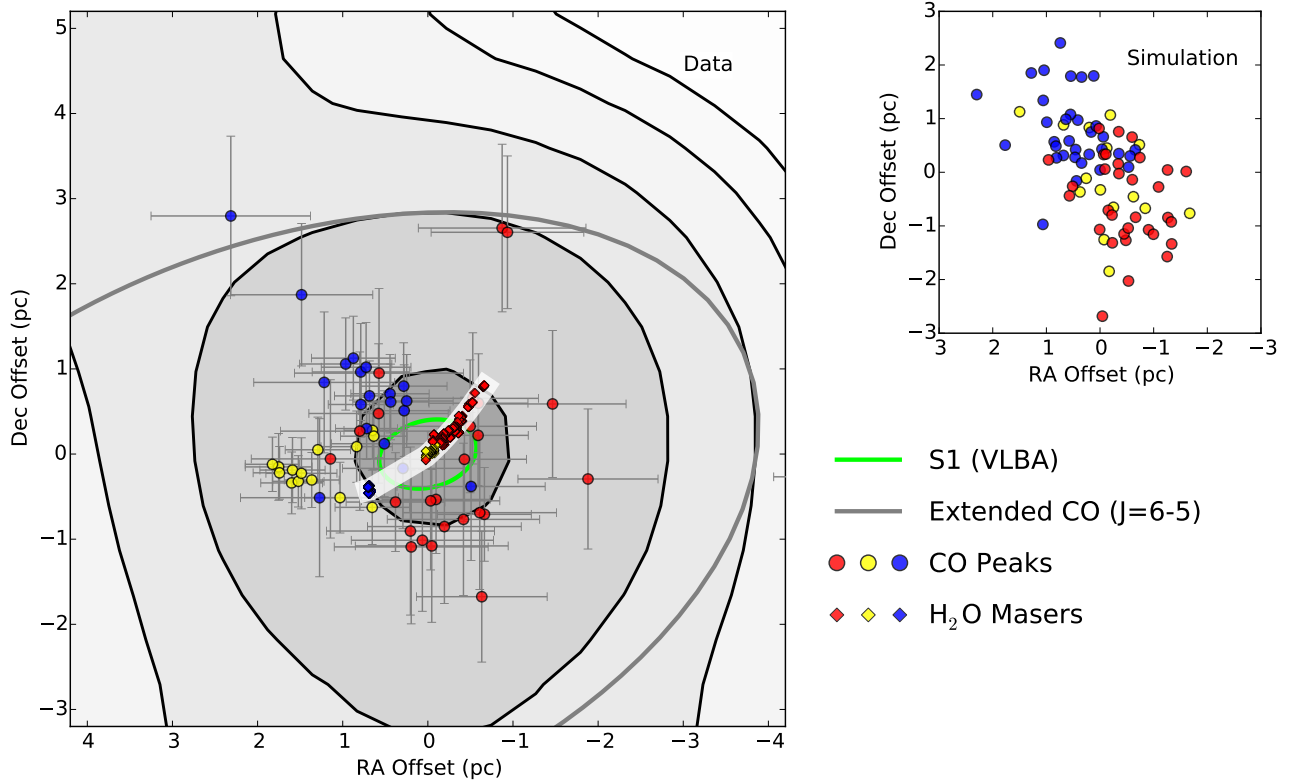 5
4
3
2
1
0
−1
−2
−3
Dec Offset (pc)
Data
4 3 2 1 0 −1 −2 −3 −4
RA Offset (pc)
3
2
1
0
−1
−2
−3
Dec Offset (pc)
Simulation
3 2 1 0 −1 −2 −3
RA Offset (pc)
S1 (VLBA)
Extended CO (J=6-5)
CO Peaks
H₂O Masers